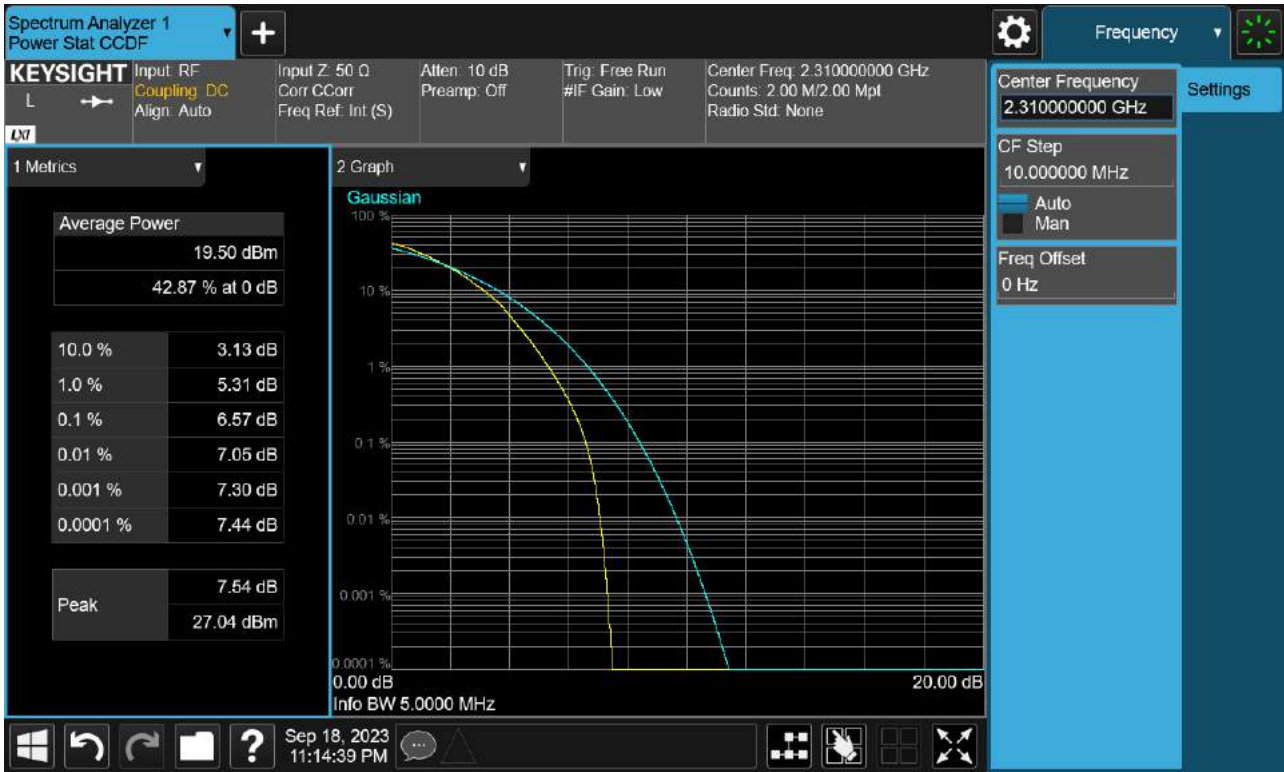 Spectrum Analyzer 1
Power Stat CCDF
+
Frequency
KEYSIGHT
L
LXI
Input: RF
Coupling: DC
Align: Auto
Input Z: 50 Ω
Corr CCorr
Freq Ref: Int (S)
Atten: 10 dB
Preamp: Off
Trig: Free Run
#IF Gain: Low
Center Freq: 2.310000000 GHz
Counts: 2.00 M/2.00 Mpt
Radio Std: None
Center Frequency
2.310000000 GHz
Settings
CF Step
10.000000 MHz
Auto
Man
Freq Offset
0 Hz
1 Metrics
Average Power
19.50 dBm
42.87 % at 0 dB
10.0 % 3.13 dB
1.0 % 5.31 dB
0.1 % 6.57 dB
0.01 % 7.05 dB
0.001 % 7.30 dB
0.0001 % 7.44 dB
Peak
7.54 dB
27.04 dBm
2 Graph
Gaussian
100 %
10 %
1 %
0.1 %
0.01 %
0.001 %
0.0001 %
0.00 dB 20.00 dB
Info BW 5.0000 MHz
?
Sep 18, 2023
11:14:39 PM